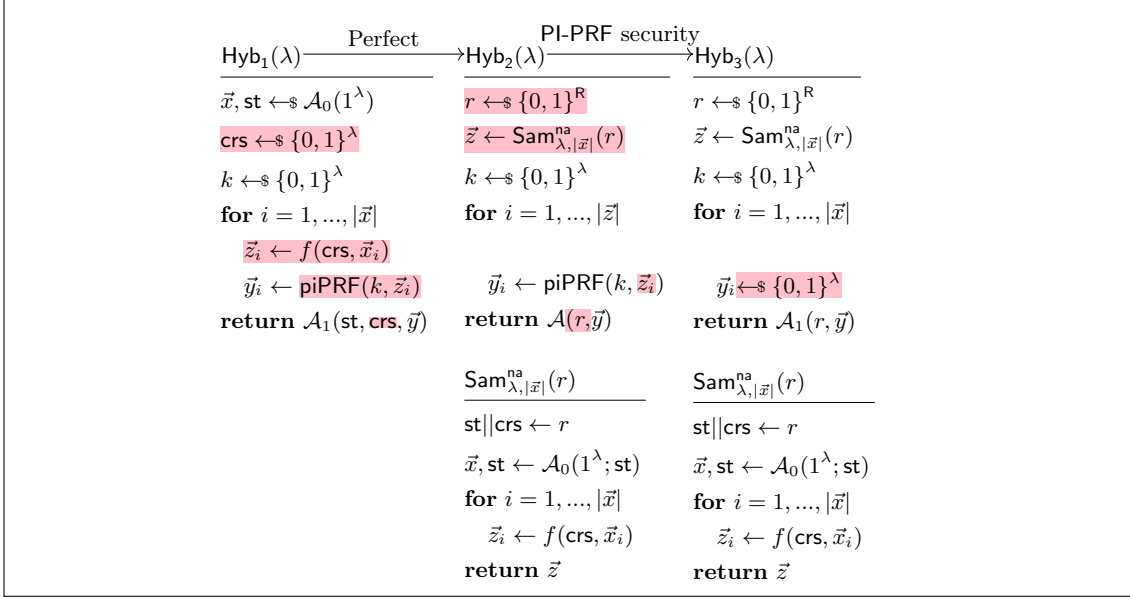 Perfect
PI-PRF security
Hyb₁(λ)
x⃗, st ←$ A₀(1^λ)
crs ←$ {0, 1}^λ
k ←$ {0, 1}^λ
for i = 1, ..., |x⃗|
z⃗ᵢ ← f(crs, x⃗ᵢ)
y⃗ᵢ ← piPRF(k, z⃗ᵢ)
return A₁(st, crs, y⃗)
Hyb₂(λ)
r ←$ {0, 1}^R
z⃗ ← Sam^na_{λ,|x⃗|}(r)
k ←$ {0, 1}^λ
for i = 1, ..., |z⃗|
y⃗ᵢ ← piPRF(k, z⃗ᵢ)
return A(r, y⃗)
Sam^na_{λ,|x⃗|}(r)
st||crs ← r
x⃗, st ← A₀(1^λ; st)
for i = 1, ..., |x⃗|
z⃗ᵢ ← f(crs, x⃗ᵢ)
return z⃗
Hyb₃(λ)
r ←$ {0, 1}^R
z⃗ ← Sam^na_{λ,|x⃗|}(r)
k ←$ {0, 1}^λ
for i = 1, ..., |x⃗|
y⃗ᵢ ←$ {0, 1}^λ
return A₁(r, y⃗)
Sam^na_{λ,|x⃗|}(r)
st||crs ← r
x⃗, st ← A₀(1^λ; st)
for i = 1, ..., |x⃗|
z⃗ᵢ ← f(crs, x⃗ᵢ)
return z⃗